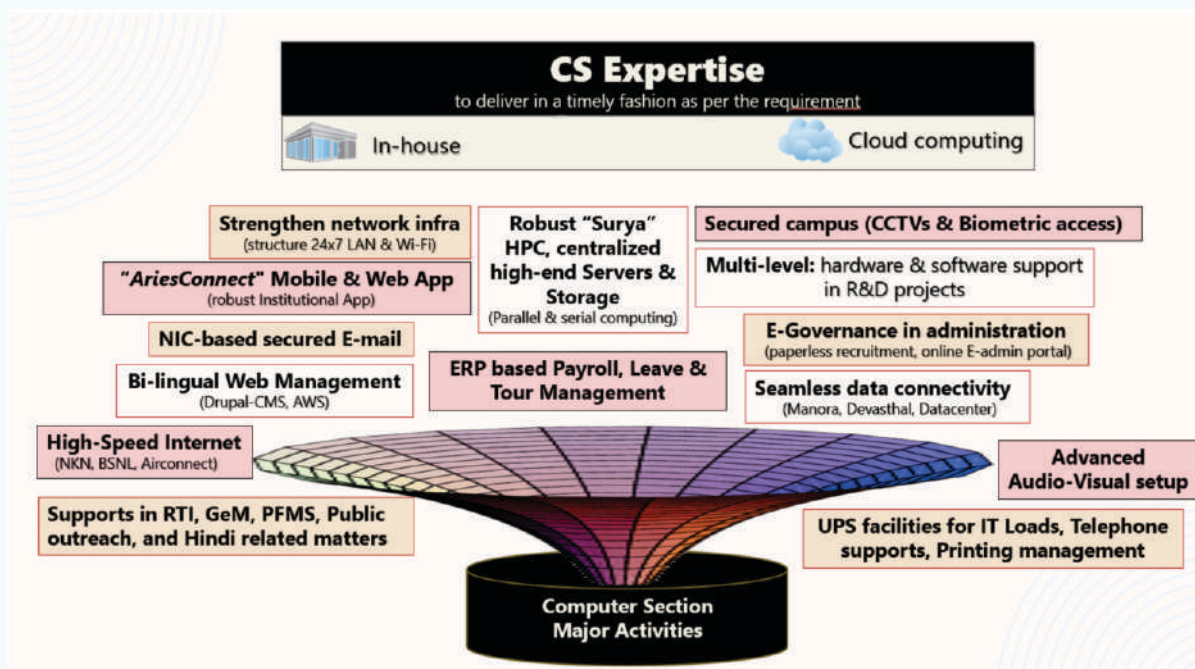 CS Expertise
to deliver in a timely fashion as per the requirement
In-house
Cloud computing
Strengthen network infra
(structure 24x7 LAN & Wi-Fi)
"AriesConnect" Mobile & Web App
(robust Institutional App)
NIC-based secured E-mail
Bi-lingual Web Management
(Drupal-CMS, AWS)
High-Speed Internet
(NKN, BSNL, Airconnect)
Supports in RTI, GeM, PFMS, Public
outreach, and Hindi related matters
Robust “Surya”
HPC, centralized
high-end Servers &
Storage
(Parallel & serial computing)
ERP based Payroll, Leave &
Tour Management
Secured campus (CCTVs & Biometric access)
Multi-level: hardware & software support
in R&D projects
E-Governance in administration
(paperless recruitment, online E-admin portal)
Seamless data connectivity
(Manora, Devasthal, Datacenter)
Advanced
Audio-Visual setup
UPS facilities for IT Loads, Telephone
supports, Printing management
Computer Section
Major Activities